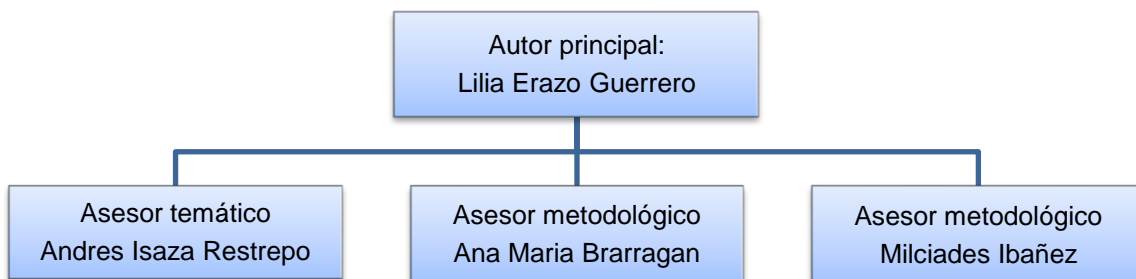 Autor principal:
Lilia Erazo Guerrero
Asesor temático
Andres Isaza Restrepo
Asesor metodológico
Ana Maria Brarragan
Asesor metodológico
Milciades Ibañez